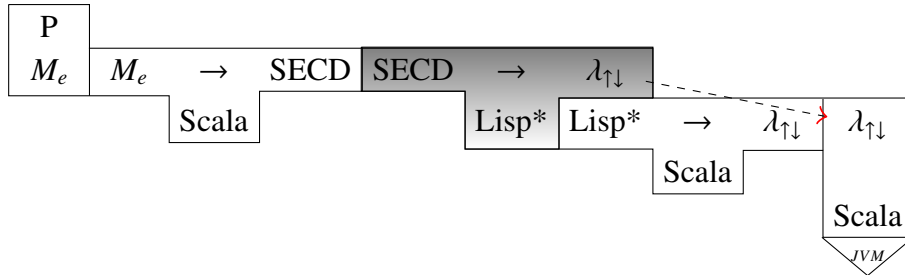 P
M_e M_e → SECD SECD → λ↑↓
Scala Lisp* Lisp* → λ↑↓ λ↑↓
Scala Scala
JVM